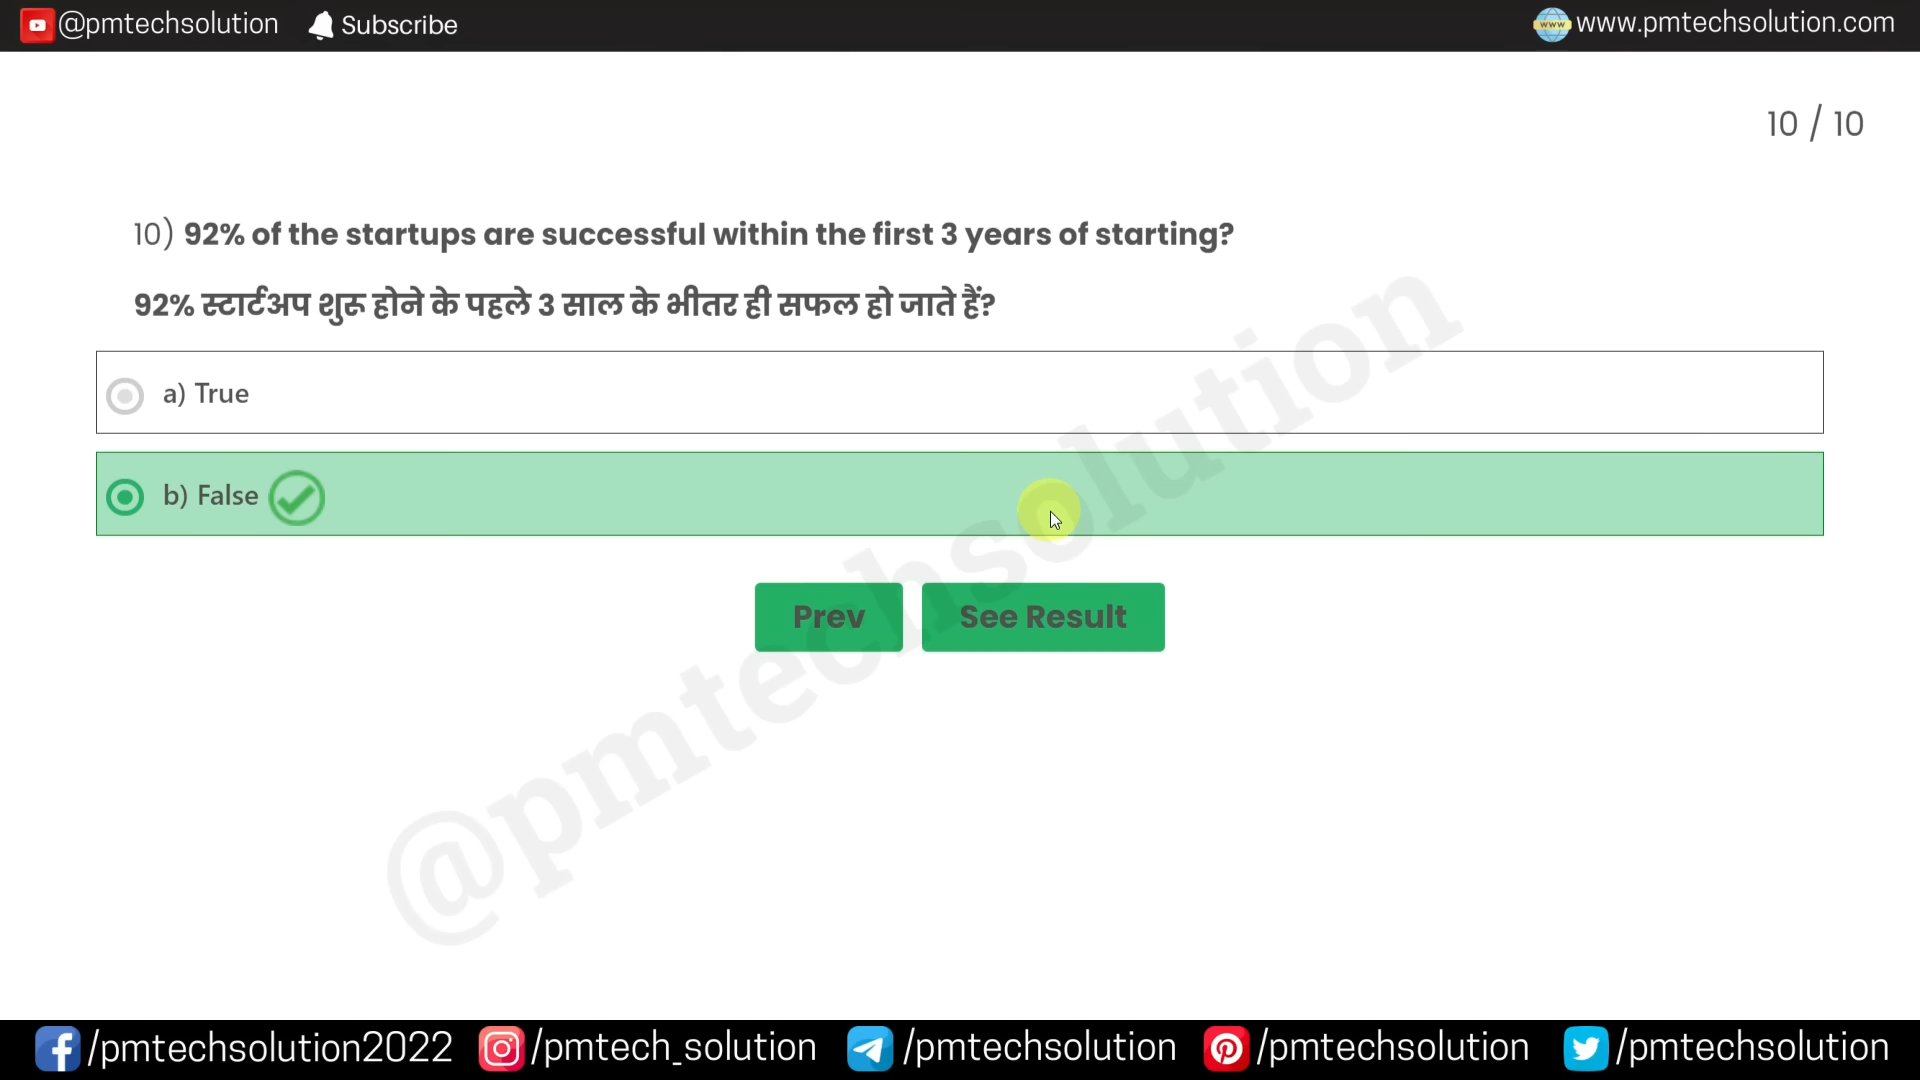 @pmtechsolution Subscribe www.pmtechsolution.com
10 / 10
10) 92% of the startups are successful within the first 3 years of starting?
92% स्टार्टअप शुरू होने के पहले 3 साल के भीतर ही सफल हो जाते हैं?
a) True
b) False
Prev See Result
@pmtechsolution
/pmtechsolution2022 /pmtech_solution /pmtechsolution /pmtechsolution /pmtechsolution